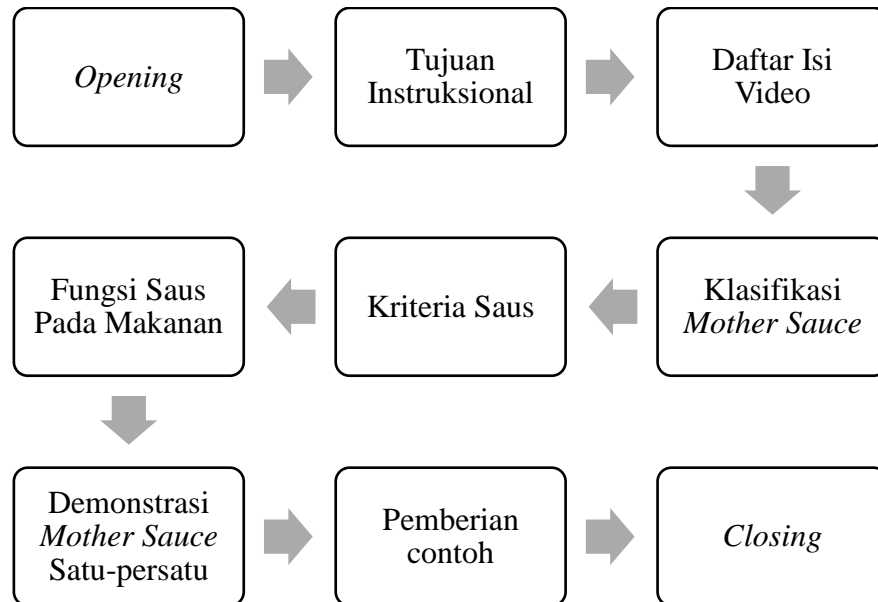 Opening
Tujuan
Instruksional
Daftar Isi
Video
Klasifikasi
Mother Sauce
Kriteria Saus
Fungsi Saus
Pada Makanan
Demonstrasi
Mother Sauce
Satu-persatu
Pemberian
contoh
Closing